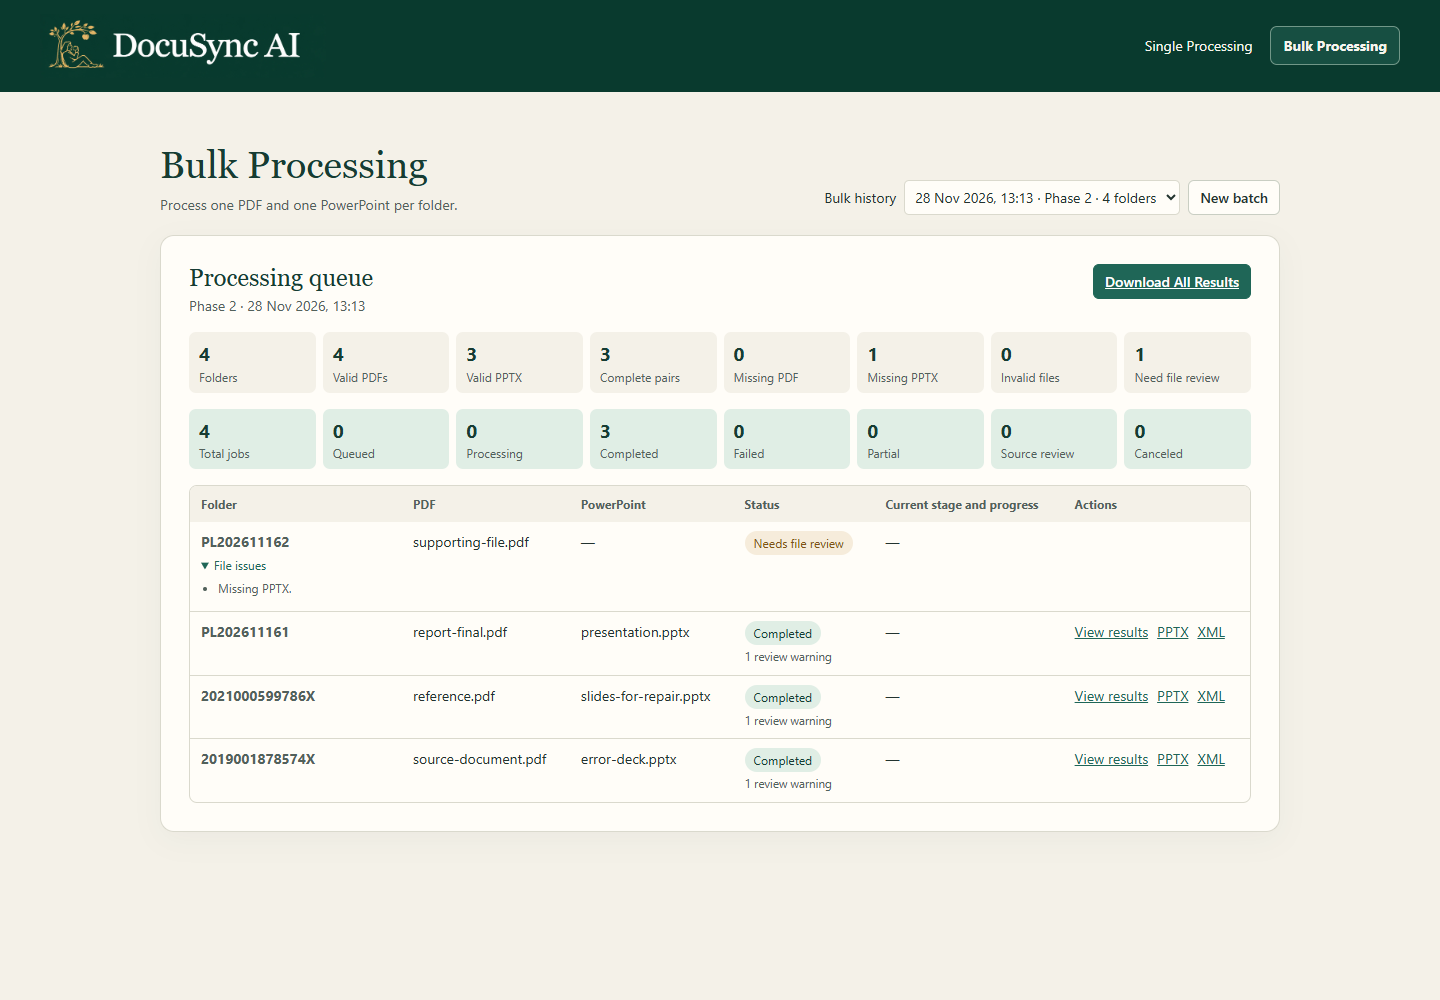 DocuSync AI
Single Processing
Bulk Processing
Bulk Processing
Process one PDF and one PowerPoint per folder.
Bulk history
28 Nov 2026, 13:13 · Phase 2 · 4 folders
New batch
Processing queue
Phase 2 · 28 Nov 2026, 13:13
Download All Results
4 Folders
4 Valid PDFs
3 Valid PPTX
3 Complete pairs
0 Missing PDF
1 Missing PPTX
0 Invalid files
1 Need file review
4 Total jobs
0 Queued
0 Processing
3 Completed
0 Failed
0 Partial
0 Source review
0 Canceled
Folder PDF PowerPoint Status Current stage and progress Actions
PL202611162 supporting-file.pdf — Needs file review —
▼ File issues
• Missing PPTX.
PL202611161 report-final.pdf presentation.pptx Completed — View results PPTX XML
1 review warning
2021000599786X reference.pdf slides-for-repair.pptx Completed — View results PPTX XML
1 review warning
2019001878574X source-document.pdf error-deck.pptx Completed — View results PPTX XML
1 review warning